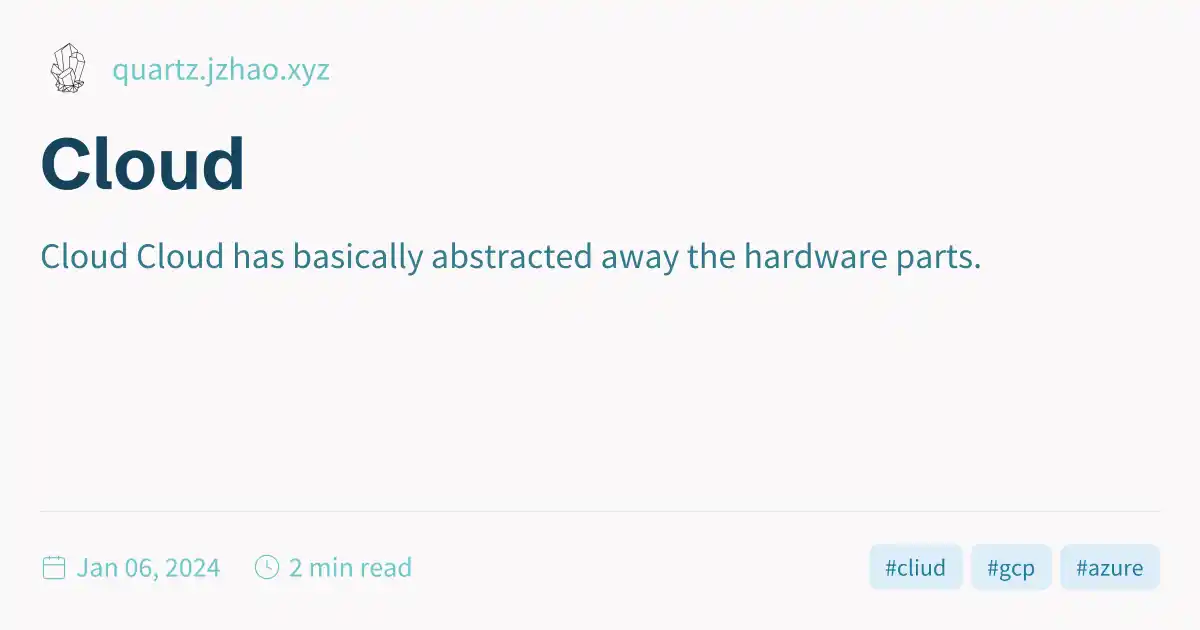 quartz.jzhao.xyz
Cloud
Cloud Cloud has basically abstracted away the hardware parts.
Jan 06, 2024 2 min read #cliud #gcp #azure